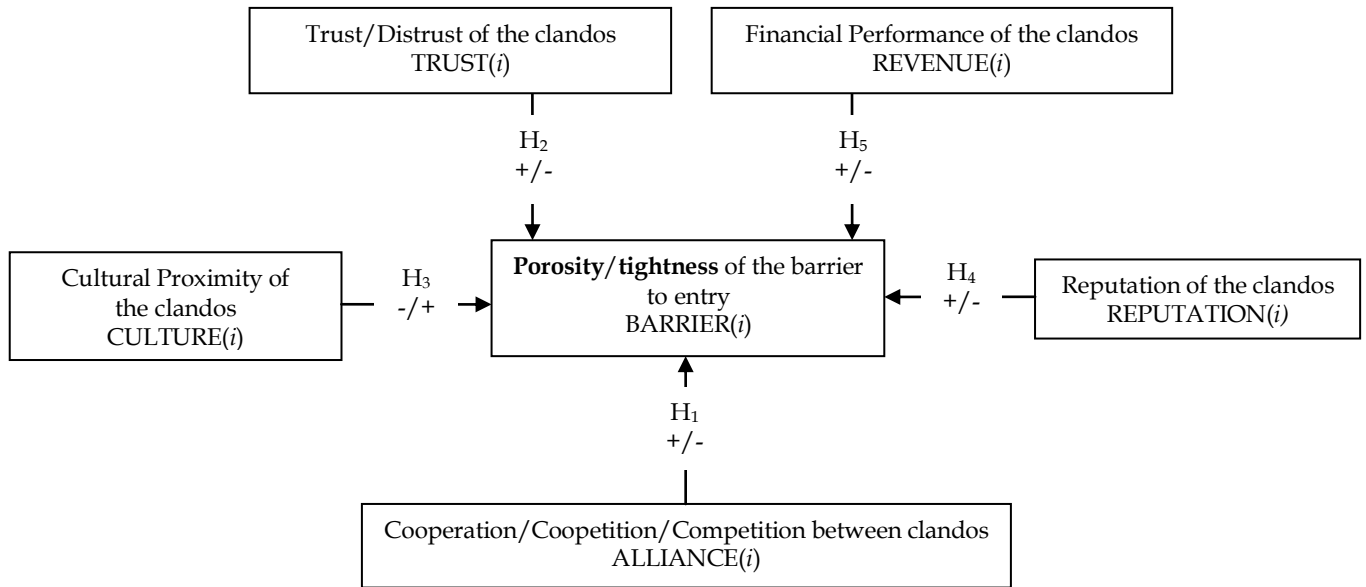 Trust/Distrust of the clandos
TRUST(i)
Financial Performance of the clandos
REVENUE(i)
H₂
+/-
H₅
+/-
Cultural Proximity of
the clandos
CULTURE(i)
H₃
-/+
Porosity/tightness of the barrier
to entry
BARRIER(i)
H₄
+/-
Reputation of the clandos
REPUTATION(i)
H₁
+/-
Cooperation/Coopetition/Competition between clandos
ALLIANCE(i)